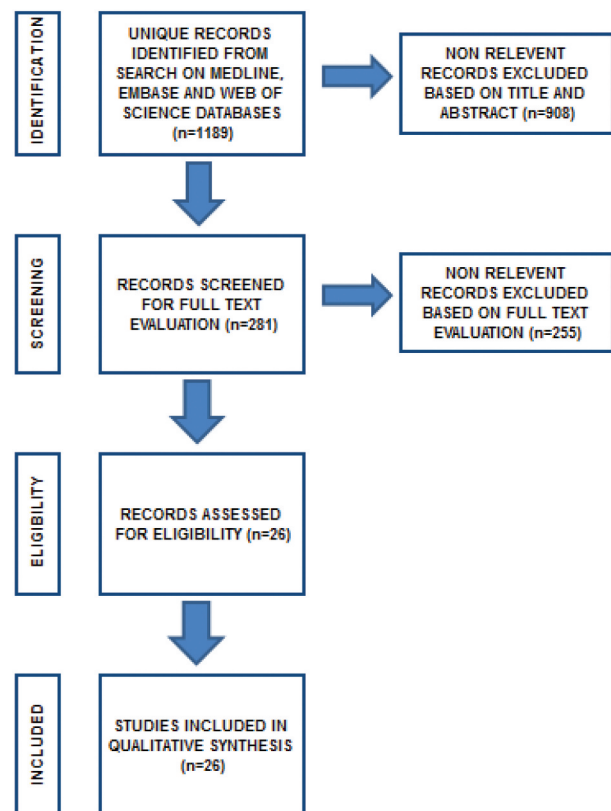 IDENTIFICATION
UNIQUE RECORDS
IDENTIFIED FROM
SEARCH ON MEDLINE,
EMBASE AND WEB OF
SCIENCE DATABASES
(n=1189)
NON RELEVENT
RECORDS EXCLUDED
BASED ON TITLE AND
ABSTRACT (n=908)
SCREENING
RECORDS SCREENED
FOR FULL TEXT
EVALUATION (n=281)
NON RELEVENT
RECORDS EXCLUDED
BASED ON FULL TEXT
EVALUATION (n=255)
ELIGIBILITY
RECORDS ASSESSED
FOR ELIGIBILITY (n=26)
INCLUDED
STUDIES INCLUDED IN
QUALITATIVE SYNTHESIS
(n=26)